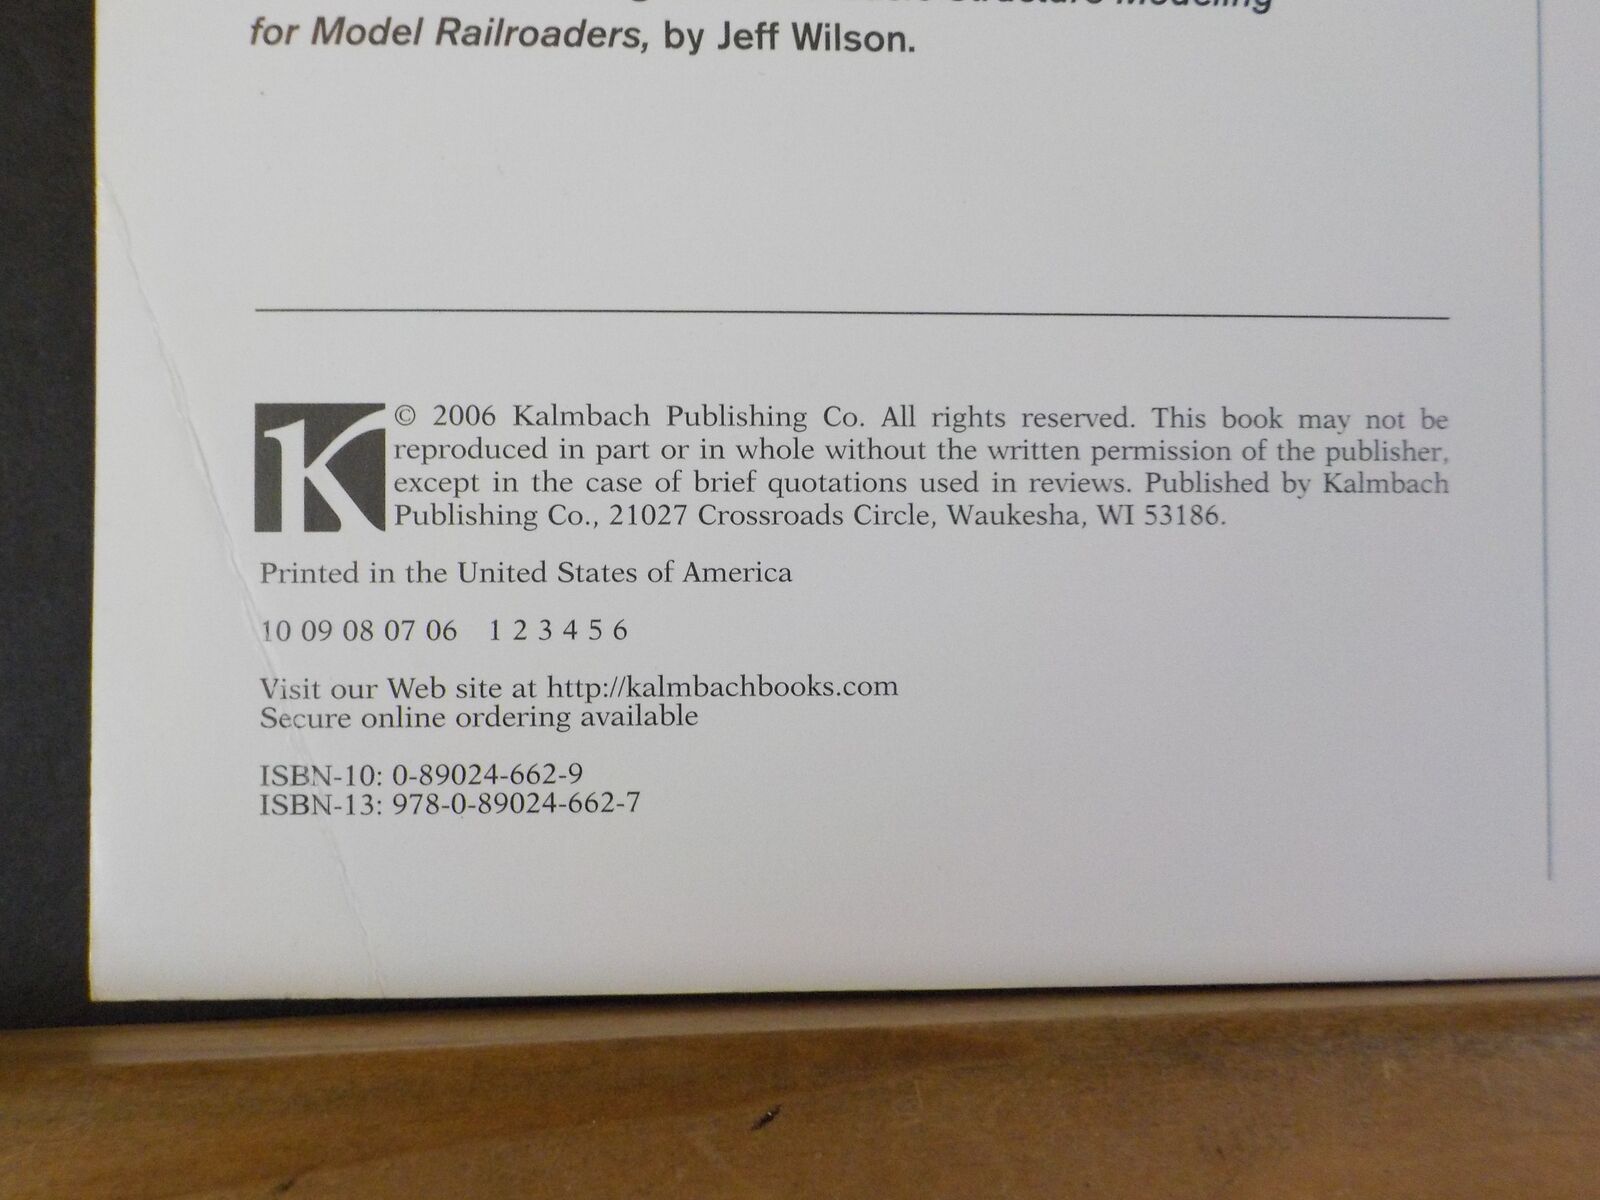 Structure Modeling
for Model Railroaders, by Jeff Wilson.
K
© 2006 Kalmbach Publishing Co. All rights reserved. This book may not be
reproduced in part or in whole without the written permission of the publisher,
except in the case of brief quotations used in reviews. Published by Kalmbach
Publishing Co., 21027 Crossroads Circle, Waukesha, WI 53186.
Printed in the United States of America
10 09 08 07 06 1 2 3 4 5 6
Visit our Web site at http://kalmbachbooks.com
Secure online ordering available
ISBN-10: 0-89024-662-9
ISBN-13: 978-0-89024-662-7